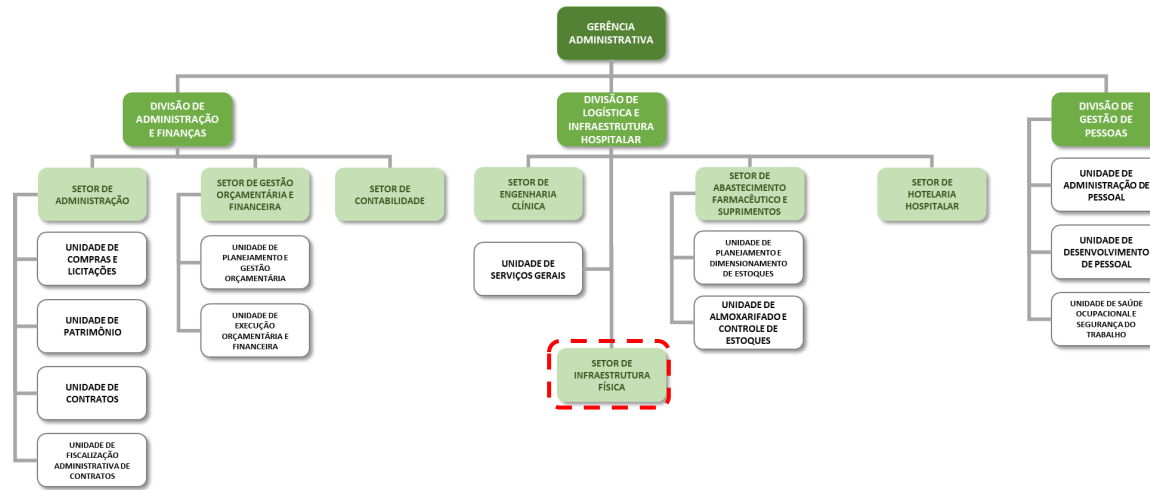 GERÊNCIA
ADMINISTRATIVA
DIVISÃO DE
ADMINISTRAÇÃO
E FINANÇAS
DIVISÃO DE
LOGÍSTICA E
INFRAESTRUTURA
HOSPITALAR
DIVISÃO DE
GESTÃO DE
PESSOAS
SETOR DE
ADMINISTRAÇÃO
SETOR DE GESTÃO
ORÇAMENTÁRIA E
FINANCEIRA
SETOR DE
CONTABILIDADE
SETOR DE
ENGENHARIA
CLÍNICA
SETOR DE
ABASTECIMENTO
FARMACÊUTICO E
SUPRIMENTOS
SETOR DE
HOTELARIA
HOSPITALAR
UNIDADE DE
ADMINISTRAÇÃO DE
PESSOAL
UNIDADE DE
COMPRAS E
LICITAÇÕES
UNIDADE DE
PLANEJAMENTO E
GESTÃO
ORÇAMENTÁRIA
UNIDADE DE
SERVIÇOS GERAIS
UNIDADE DE
PLANEJAMENTO E
DIMENSIONAMENTO
DE ESTOQUES
UNIDADE DE
DESENVOLVIMENTO
DE PESSOAL
UNIDADE DE
PATRIMÔNIO
UNIDADE DE
EXECUÇÃO
ORÇAMENTÁRIA E
FINANCEIRA
UNIDADE DE
ALMOXARIFADO E
CONTROLE DE
ESTOQUES
UNIDADE DE SAÚDE
OCUPACIONAL E
SEGURANÇA DO
TRABALHO
SETOR DE
INFRAESTRUTURA
FÍSICA
UNIDADE DE
CONTRATOS
UNIDADE DE
FISCALIZAÇÃO
ADMINISTRATIVA DE
CONTRATOS